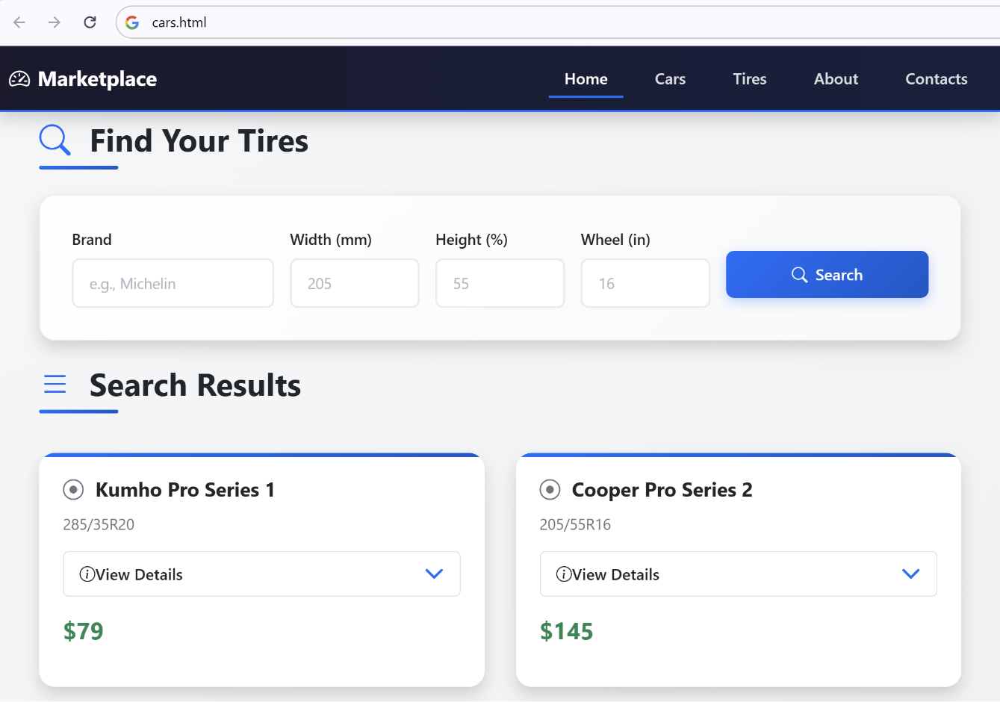 cars.html
Marketplace
Home Cars Tires About Contacts
Find Your Tires
Brand Width (mm) Height (%) Wheel (in)
e.g., Michelin 205 55 16 Search
Search Results
Kumho Pro Series 1
285/35R20
View Details
$79
Cooper Pro Series 2
205/55R16
View Details
$145